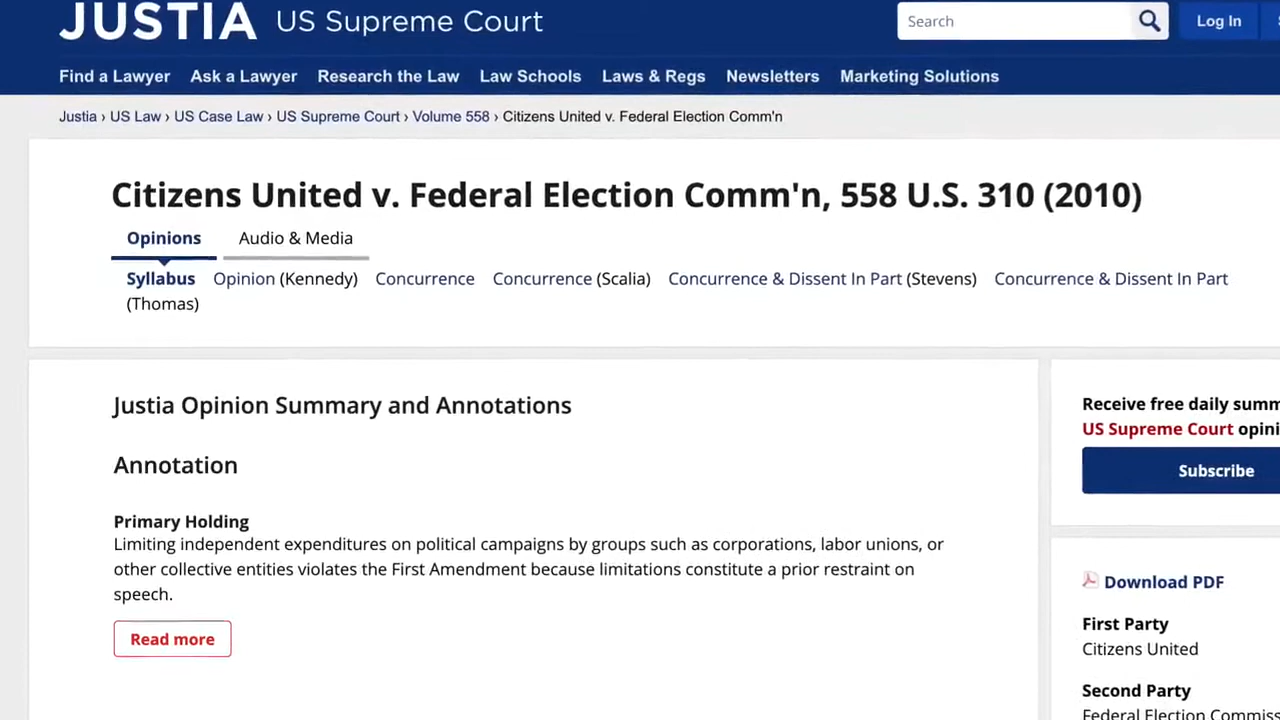 JUSTIA US Supreme Court
Search
Log In
Find a Lawyer Ask a Lawyer Research the Law Law Schools Laws & Regs Newsletters Marketing Solutions
Justia › US Law › US Case Law › US Supreme Court › Volume 558 › Citizens United v. Federal Election Comm'n
Citizens United v. Federal Election Comm'n, 558 U.S. 310 (2010)
Opinions Audio & Media
Syllabus Opinion (Kennedy) Concurrence Concurrence (Scalia) Concurrence & Dissent In Part (Stevens) Concurrence & Dissent In Part
(Thomas)
Justia Opinion Summary and Annotations
Annotation
Primary Holding
Limiting independent expenditures on political campaigns by groups such as corporations, labor unions, or
other collective entities violates the First Amendment because limitations constitute a prior restraint on
speech.
Read more
Receive free daily summ
US Supreme Court opini
Subscribe
Download PDF
First Party
Citizens United
Second Party
Federal Election Commiss